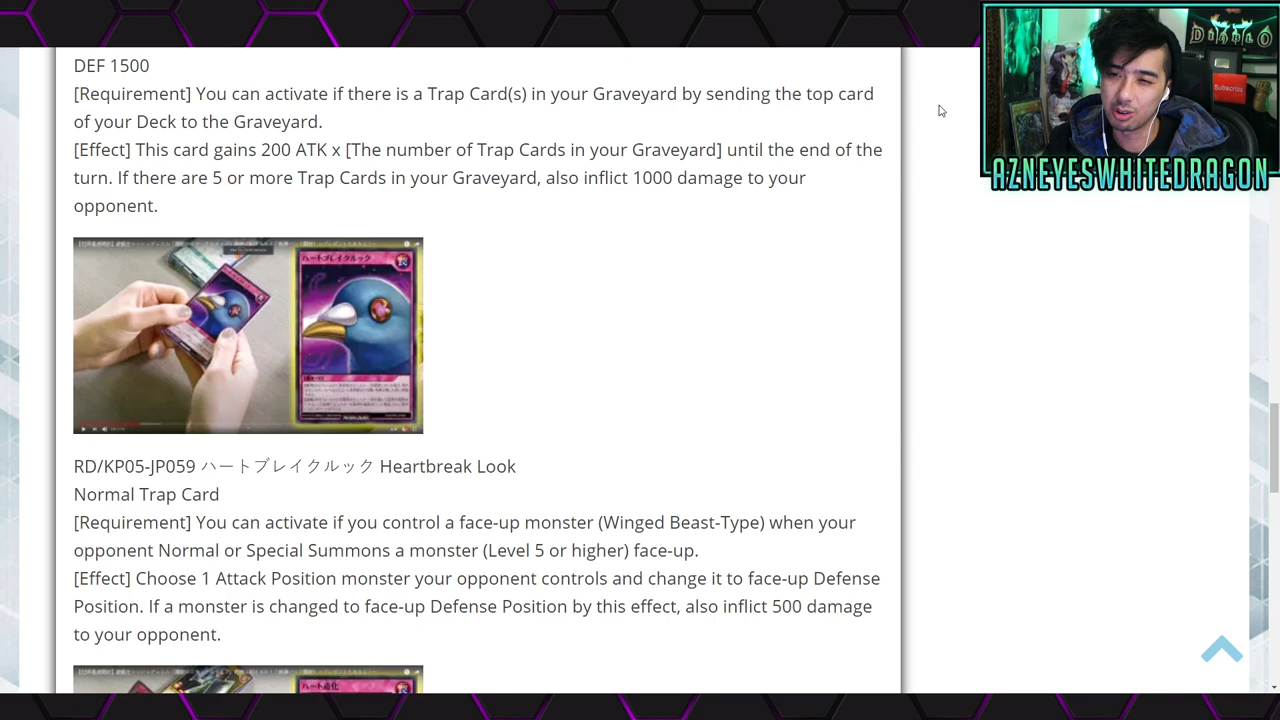 DIABLO
Subscribe
AZNEYESWHITEDRAGON
DEF 1500
[Requirement] You can activate if there is a Trap Card(s) in your Graveyard by sending the top card
of your Deck to the Graveyard.
[Effect] This card gains 200 ATK x [The number of Trap Cards in your Graveyard] until the end of the
turn. If there are 5 or more Trap Cards in your Graveyard, also inflict 1000 damage to your
opponent.
ハートブレイクルック
RD/KP05-JP059 ハートブレイクルック Heartbreak Look
Normal Trap Card
[Requirement] You can activate if you control a face-up monster (Winged Beast-Type) when your
opponent Normal or Special Summons a monster (Level 5 or higher) face-up.
[Effect] Choose 1 Attack Position monster your opponent controls and change it to face-up Defense
Position. If a monster is changed to face-up Defense Position by this effect, also inflict 500 damage
to your opponent.